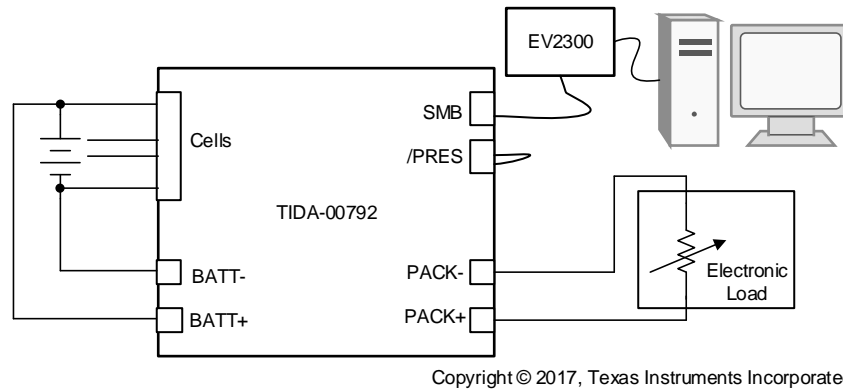 EV2300
SMB
Cells
/PRES
TIDA-00792
BATT-
PACK-
Electronic
Load
BATT+
PACK+
Copyright © 2017, Texas Instruments Incorporate